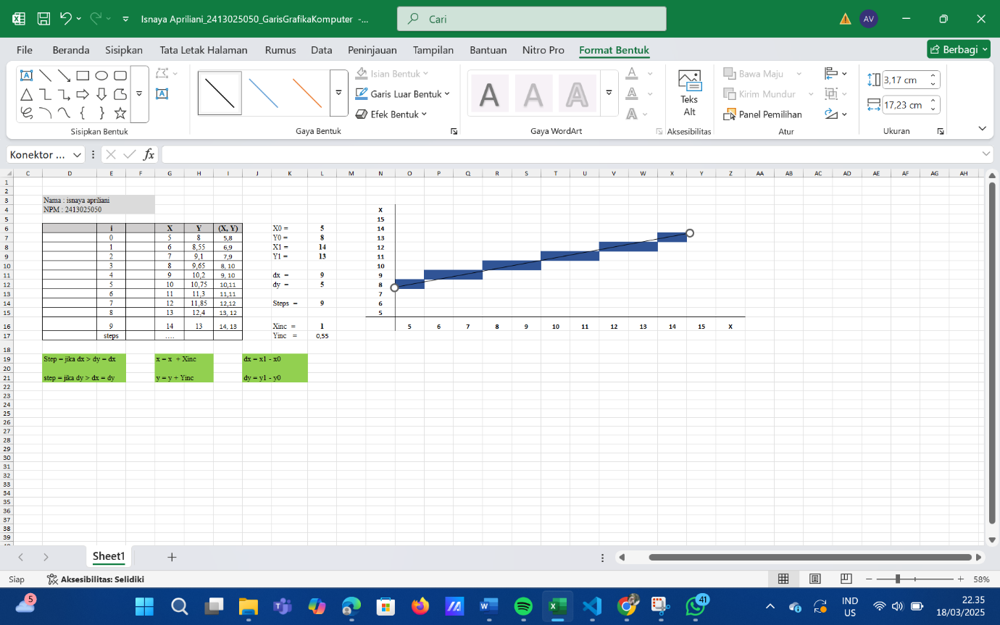 Isnaya Apriliani_2413025050_GarisGrafikaKomputer -...
Cari
AV
File Beranda Sisipkan Tata Letak Halaman Rumus Data Peninjauan Tampilan Bantuan Nitro Pro Format Bentuk
Berbagi
Isian Bentuk
Garis Luar Bentuk
Efek Bentuk
A A A
Teks Alt
Bawa Maju
Kirim Mundur
Panel Pemilihan
3,17 cm
17,23 cm
Sisipkan Bentuk Gaya Bentuk Gaya WordArt Aksesibilitas Atur Ukuran
Konektor ... fx
C D E F G H I J K L M N O P Q R S T U V W X Y Z AA AB AC AD AE AF AG AH
1
2
3 Nama : isnaya apriliani
4 NPM : 2413025050 X
5 15
6 i X Y (X, Y) X0 = 5 14
7 0 5 8 5,8 Y0 = 8 13
8 1 6 8,55 6,9 X1 = 14 12
9 2 7 9,1 7,9 Y1 = 13 11
10 3 8 9,65 8, 10 10
11 4 9 10,2 9, 10 dx = 9 9
12 5 10 10,75 10,11 dy = 5 8
13 6 11 11,3 11,11 7
14 7 12 11,85 12,12 Steps = 9 6
15 8 13 12,4 13, 12 5
16 9 14 13 14, 13 Xinc = 1 5 6 7 8 9 10 11 12 13 14 15 X
17 steps .... Yinc = 0,55
18
19 Step = jika dx > dy = dx x = x + Xinc dx = x1 - x0
20
21 step = jika dy > dx = dy y = y + Yinc dy = y1 - y0
22
23
24
25
26
27
28
29
30
31
32
33
34
35
36
37
38
39
Sheet1
Siap Aksesibilitas: Selidiki 58%
5
41
IND
US
22.35
18/03/2025